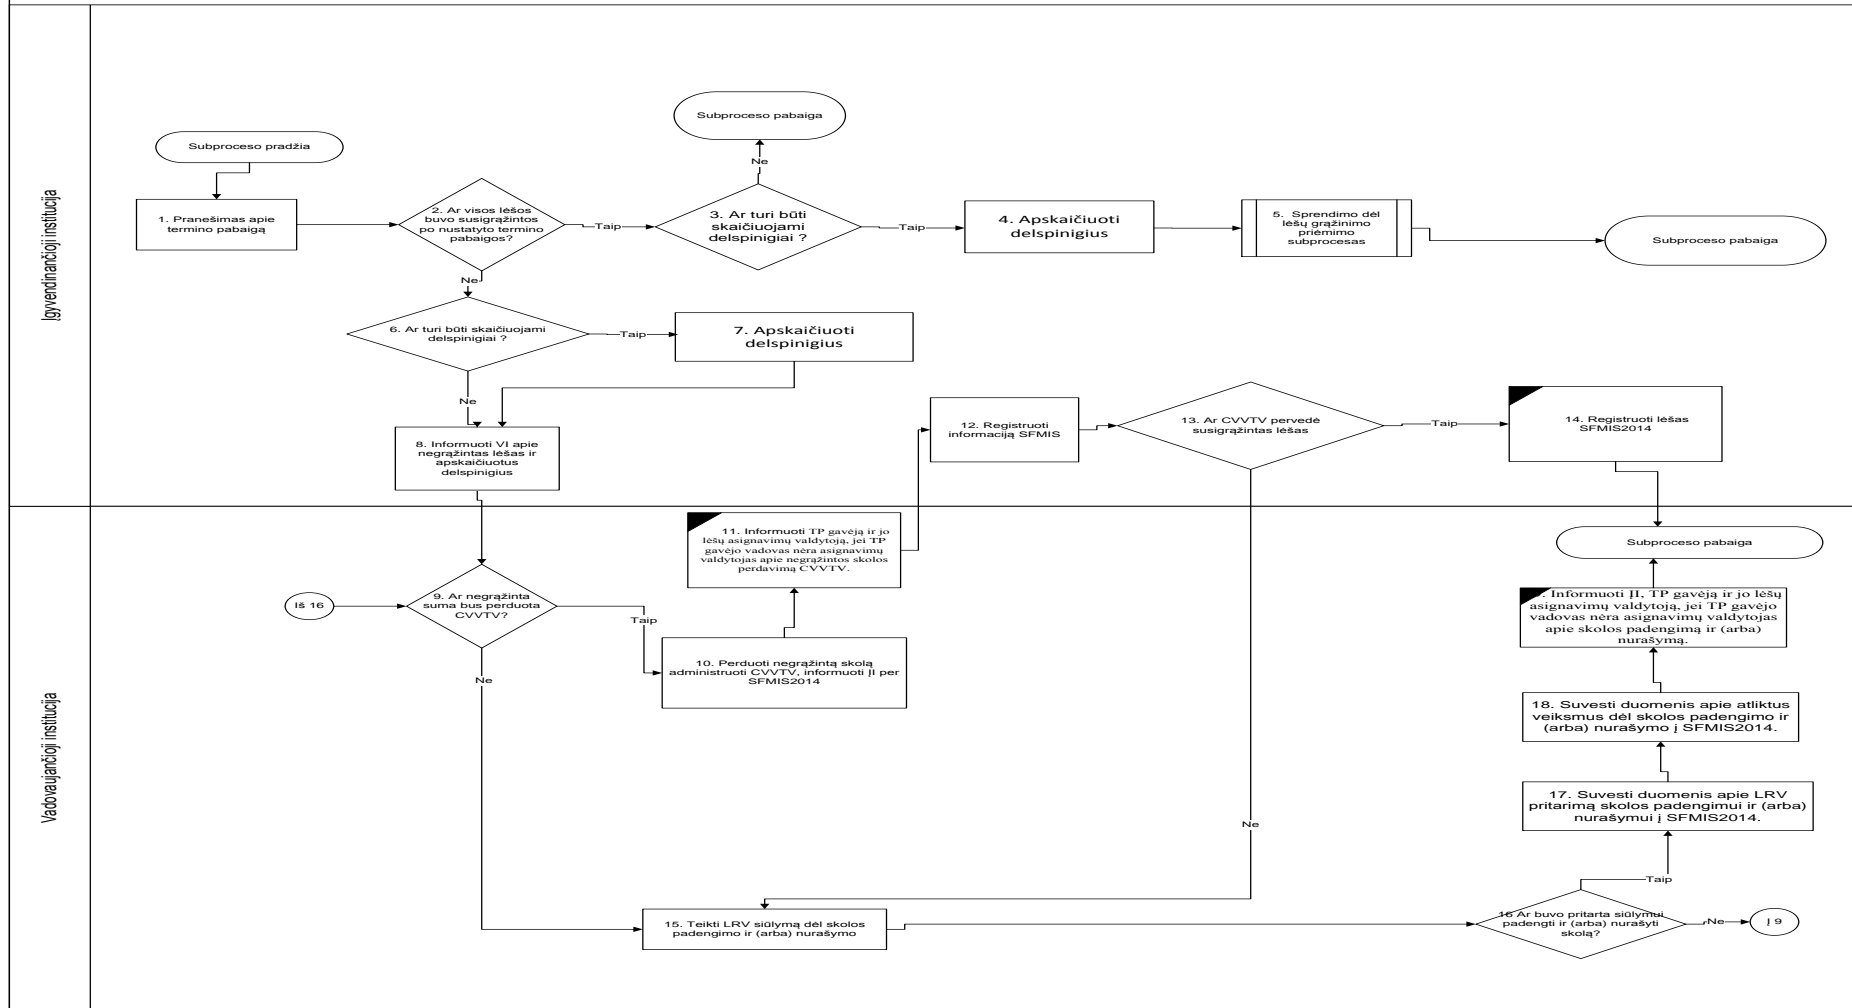 Įgyvendinančioji institucija
Subproceso pradžia
1. Pranešimas apie
termino pabaigą
2. Ar visos lėšos
buvo susigrąžintos
po nustatyto termino
pabaigos?
Taip
Ne
3. Ar turi būti
skaičiuojami
delspinigiai ?
Ne
Subproceso pabaiga
Taip
4. Apskaičiuoti
delspinigius
5. Sprendimo dėl
lėšų grąžinimo
priėmimo
subprocesas
Subproceso pabaiga
6. Ar turi būti skaičiuojami
delspinigiai ?
Taip
7. Apskaičiuoti
delspinigius
Ne
8. Informuoti VI apie
negrąžintas lėšas ir
apskaičiuotus
delspinigius
12. Registruoti
informaciją SFMIS
13. Ar CVVTV pervedė
susigrąžintas lėšas
Taip
14. Registruoti lėšas
SFMIS2014
Vadovaujančioji institucija
Iš 16
9. Ar negrąžinta
suma bus perduota
CVVTV?
Taip
Ne
10. Perduoti negrąžintą skolą
administruoti CVVTV, informuoti ĮI per
SFMIS2014
11. Informuoti TP gavėją ir jo
lėšų asignavimų valdytoją, jei TP
gavėjo vadovas nėra asignavimų
valdytojas apie negrąžintos skolos
perdavimą CVVTV.
Ne
15. Teikti LRV siūlymą dėl skolos
padengimo ir (arba) nurašymo
16 Ar buvo pritarta siūlymui
padengti ir (arba) nurašyti
skolą?
Ne
Į 9
Taip
17. Suvesti duomenis apie LRV
pritarimą skolos padengimui ir (arba)
nurašymui į SFMIS2014.
18. Suvesti duomenis apie atliktus
veiksmus dėl skolos padengimo ir
(arba) nurašymo į SFMIS2014.
Informuoti ĮI, TP gavėją ir jo lėšų
asignavimų valdytoją, jei TP gavėjo
vadovas nėra asignavimų valdytojas
apie skolos padengimą ir (arba)
nurašymą.
Subproceso pabaiga